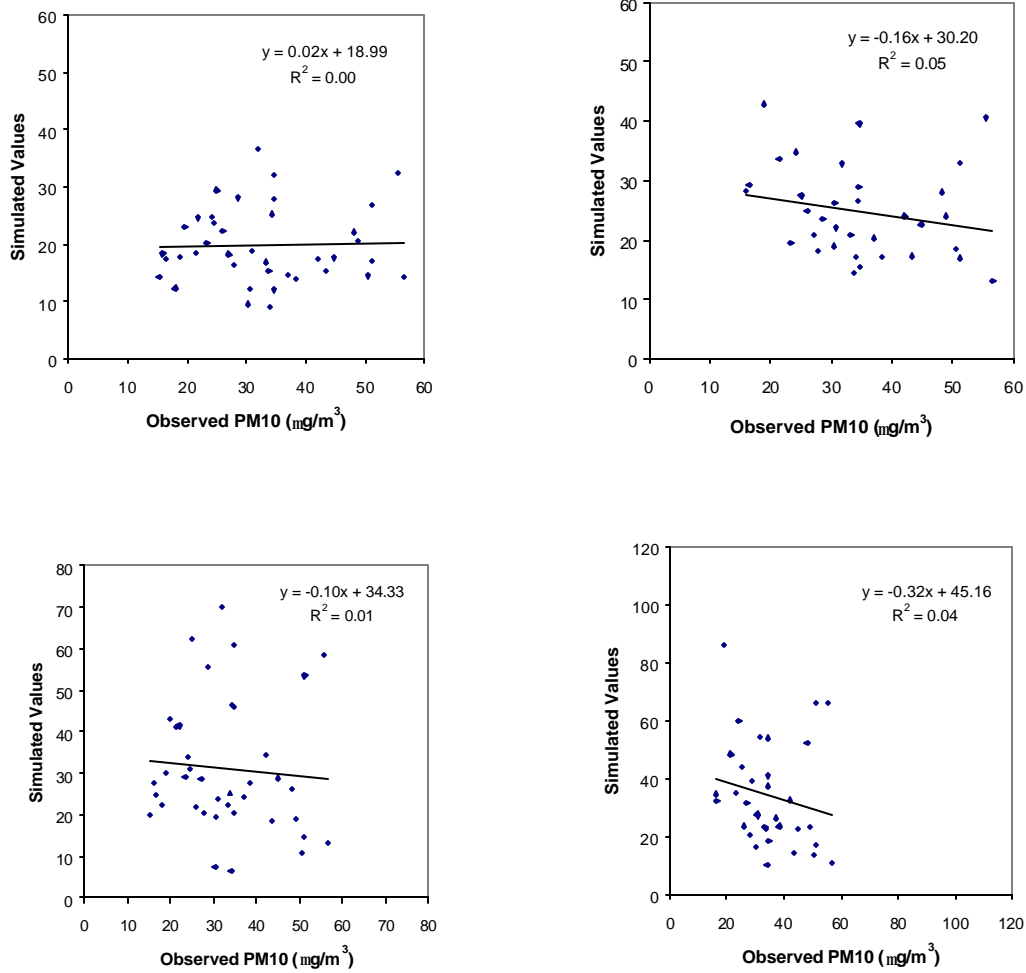 60
50
40
30
20
10
0
Simulated Values
y = 0.02x + 18.99
R² = 0.00
0 10 20 30 40 50 60
Observed PM10 (mg/m³)
60
50
40
30
20
10
0
Simulated Values
y = -0.16x + 30.20
R² = 0.05
0 10 20 30 40 50 60
Observed PM10 (mg/m³)
80
70
60
50
40
30
20
10
0
Simulated Values
y = -0.10x + 34.33
R² = 0.01
0 10 20 30 40 50 60 70 80
Observed PM10 (mg/m³)
120
100
80
60
40
20
0
Simulated Values
y = -0.32x + 45.16
R² = 0.04
0 20 40 60 80 100 120
Observed PM10 (mg/m³)